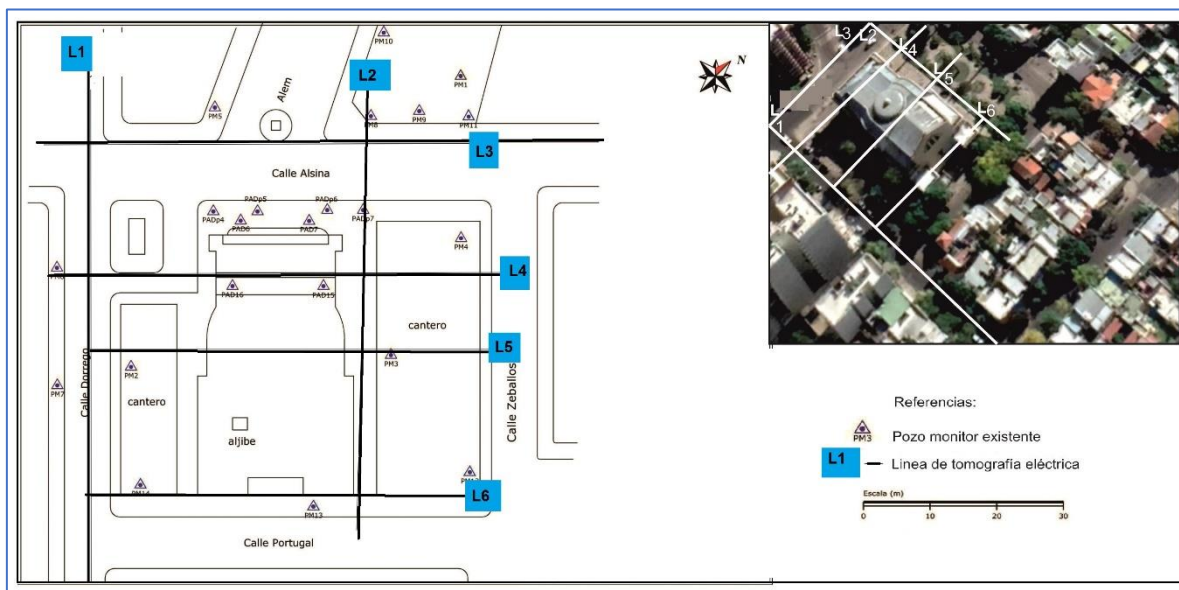 L1
L2
PM10
PM1
N
Alem
PM5
PM8
PM9
PM11
L3
Calle Alsina
PADp4
PADp5
PADp6
PADp7
PAD6
PAD7
PM4
L4
PAD16
PAD15
cantero
L5
PM3
PM2
PM7
Calle Dorrego
cantero
Calle Zeballos
aljibe
PM14
L6
PM13
Calle Portugal
L3
L2
L4
L5
L6
L
1
Referencias:
PM3
Pozo monitor existente
L1
Linea de tomografía eléctrica
Escala (m)
0 10 20 30